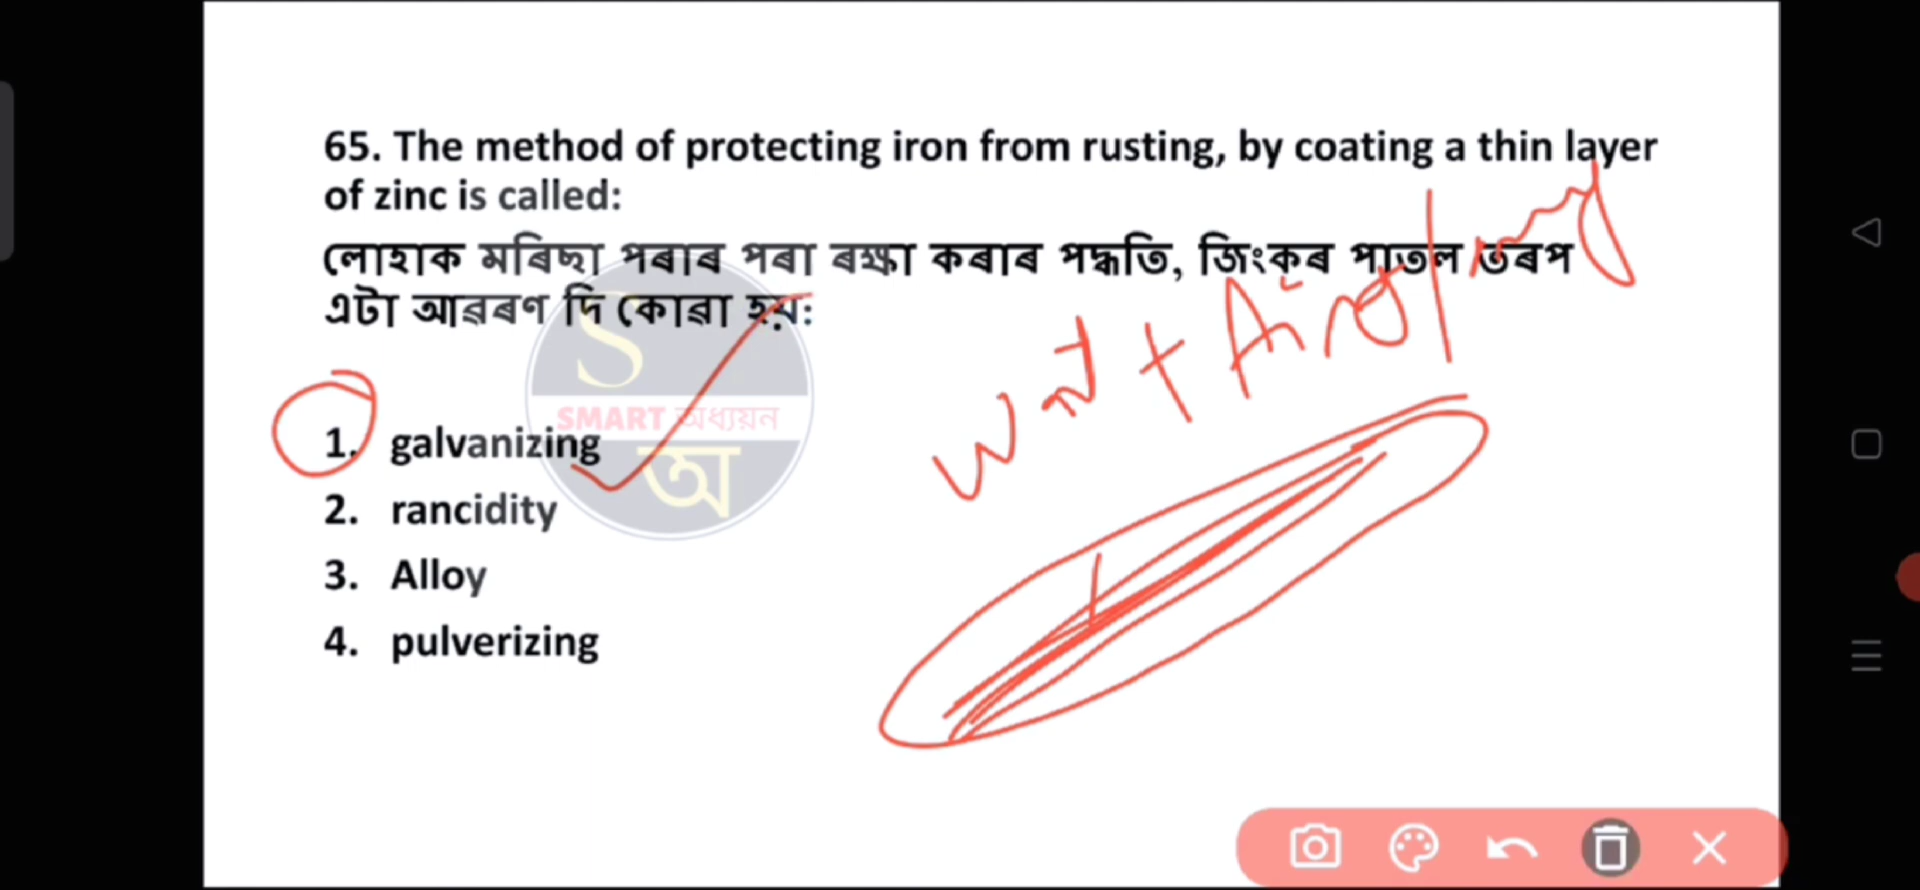 65. The method of protecting iron from rusting, by coating a thin layer
of zinc is called:
লোহাক মৰিছা পৰাৰ পৰা ৰক্ষা কৰাৰ পদ্ধতি, জিংকৰ পাতল তৰপ
এটা আৱৰণ দি কোৱা হয়:
1. galvanizing
2. rancidity
3. Alloy
4. pulverizing
S
SMART অধ্যয়ন
অ